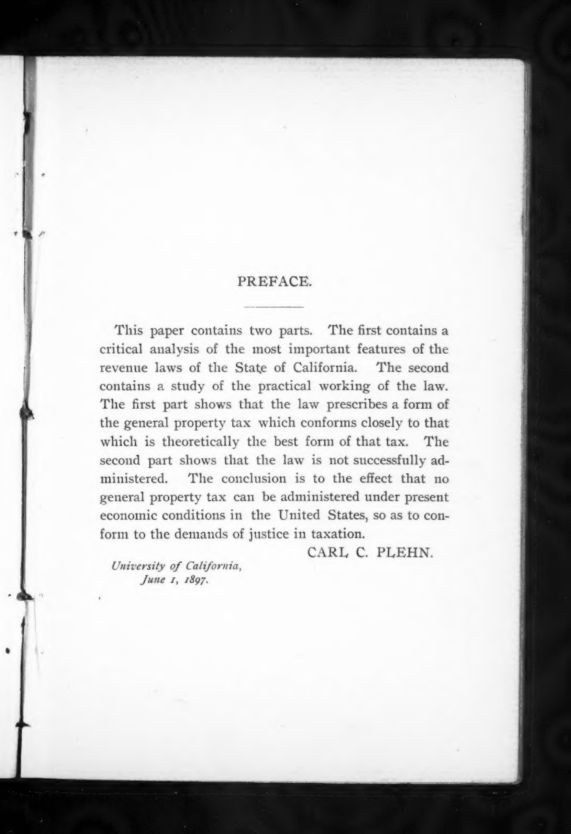 PREFACE.
This paper contains two parts. The first contains a
critical analysis of the most important features of the
revenue laws of the State of California. The second
contains a study of the practical working of the law.
The first part shows that the law prescribes a form of
the general property tax which conforms closely to that
which is theoretically the best form of that tax. The
second part shows that the law is not successfully ad-
ministered. The conclusion is to the effect that no
general property tax can be administered under present
economic conditions in the United States, so as to con-
form to the demands of justice in taxation.
CARL C. PLEHN.
University of California,
June 1, 1897.